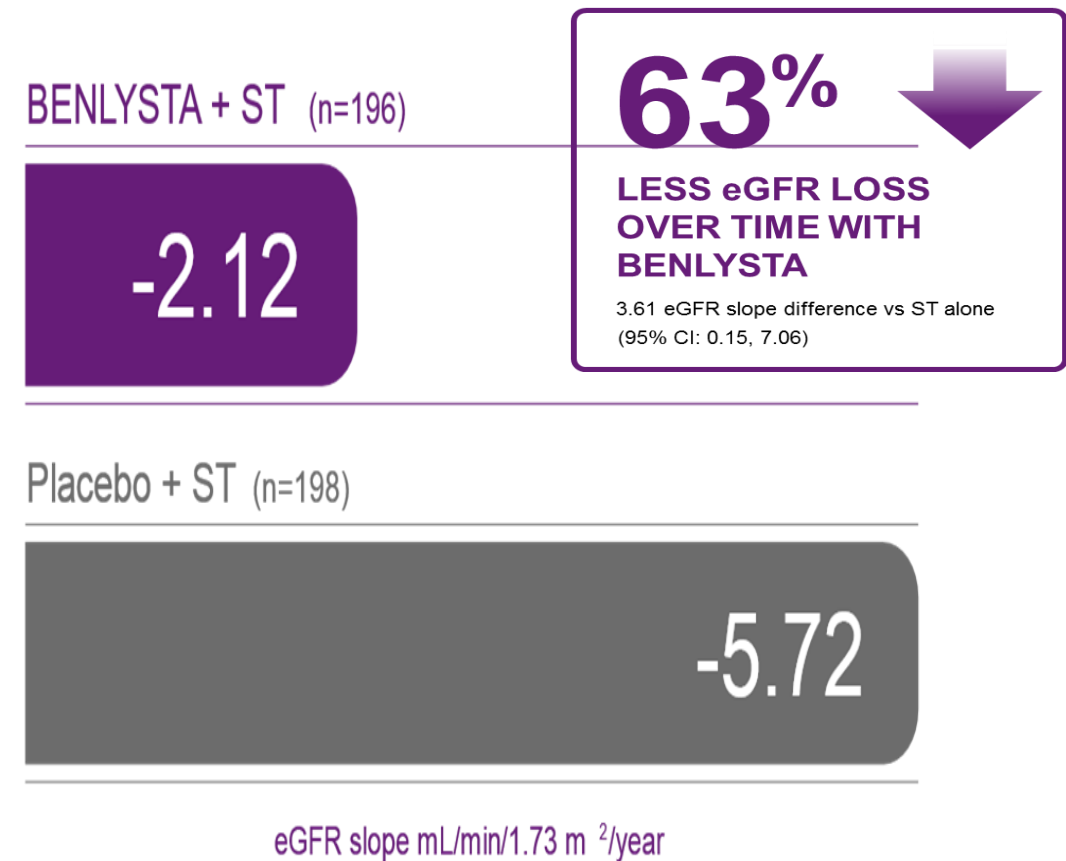 BENLYSTA + ST (n=196)
-2.12
63%
LESS eGFR LOSS
OVER TIME WITH
BENLYSTA
3.61 eGFR slope difference vs ST alone
(95% CI: 0.15, 7.06)
Placebo + ST (n=198)
-5.72
eGFR slope mL/min/1.73 m ²/year